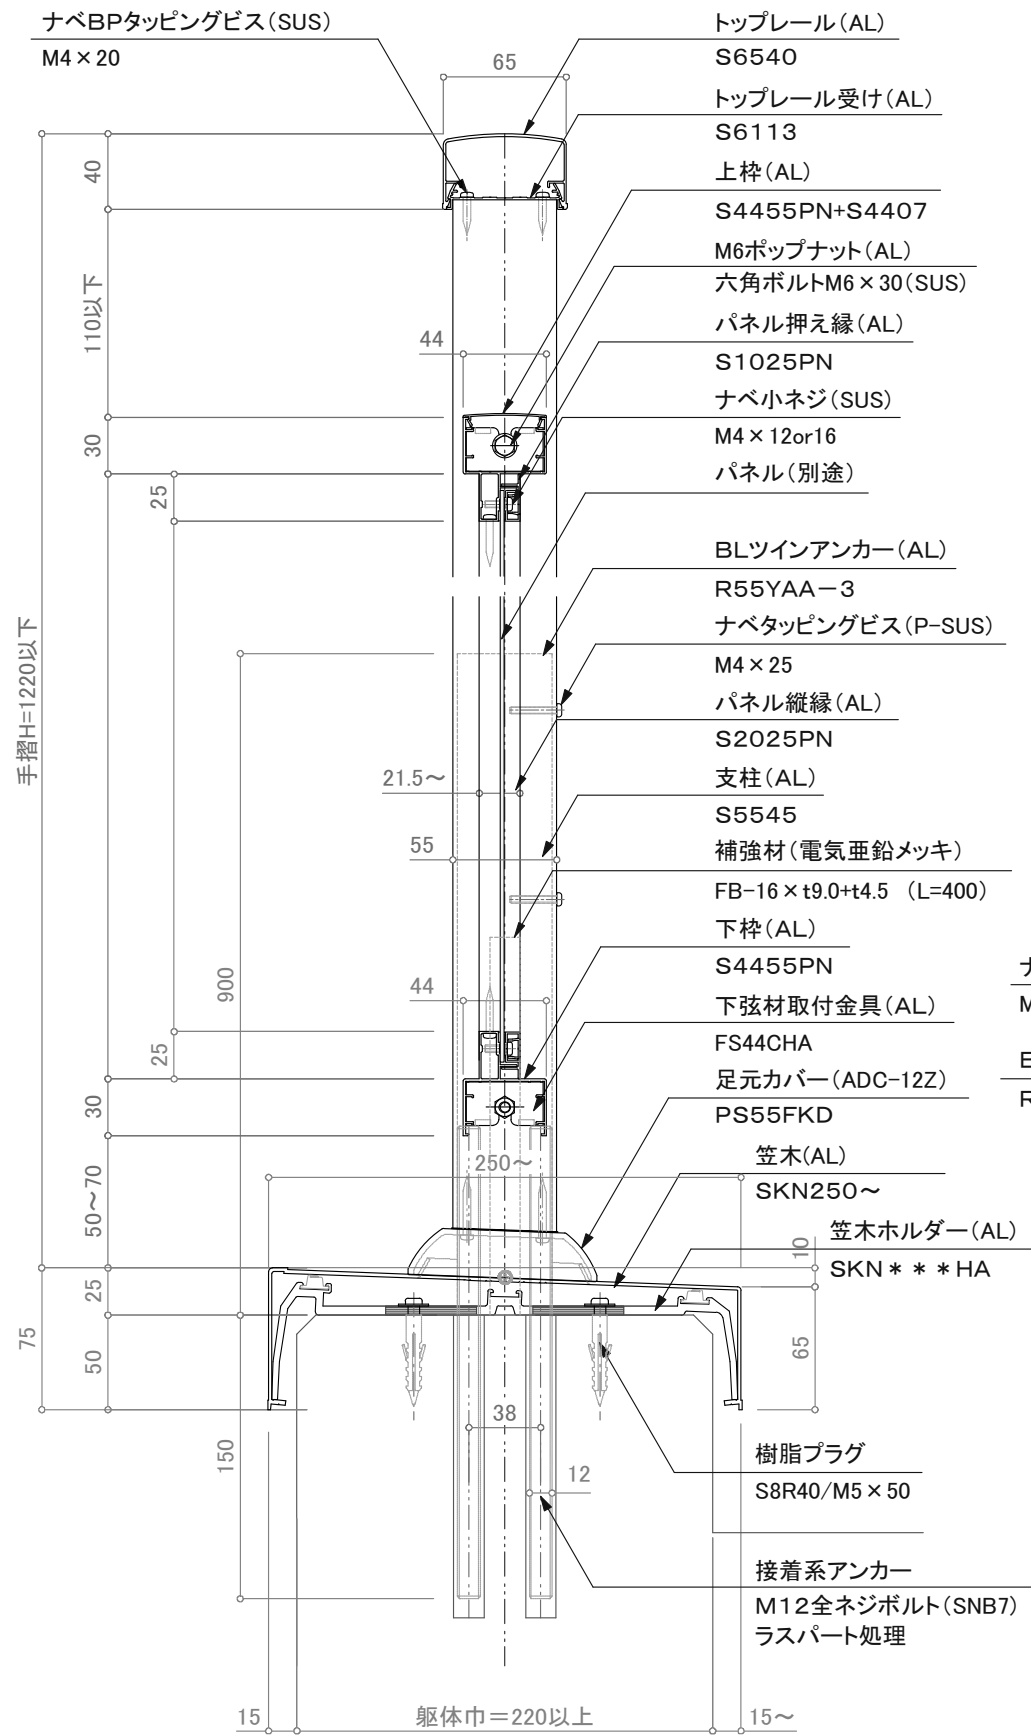 ナベBPタッピングビス(SUS)
M4×20
トップレール(AL)
S6540
65
トップレール受け(AL)
S6113
40
上枠(AL)
S4455PN+S4407
M6ポップナット(AL)
六角ボルトM6×30(SUS)
110以下
パネル押え縁(AL)
S1025PN
44
ナベ小ネジ(SUS)
M4×12or16
30
パネル(別途)
25
BLツインアンカー(AL)
R55YAA-3
ナベタッピングビス(P-SUS)
M4×25
手摺H=1220以下
パネル縦縁(AL)
S2025PN
21.5~
支柱(AL)
S5545
55
補強材(電気亜鉛メッキ)
FB-16×t9.0+t4.5 (L=400)
下枠(AL)
S4455PN
900
44
下弦材取付金具(AL)
FS44CHA
25
足元カバー(ADC-12Z)
PS55FKD
30
笠木(AL)
SKN250~
250~
50~70
笠木ホルダー(AL)
SKN***HA
10
25
75
50
65
38
150
12
樹脂プラグ
S8R40/M5×50
接着系アンカー
M12全ネジボルト(SNB7)
ラスパート処理
15
躯体巾=220以上
15~
ナ
M
E
R